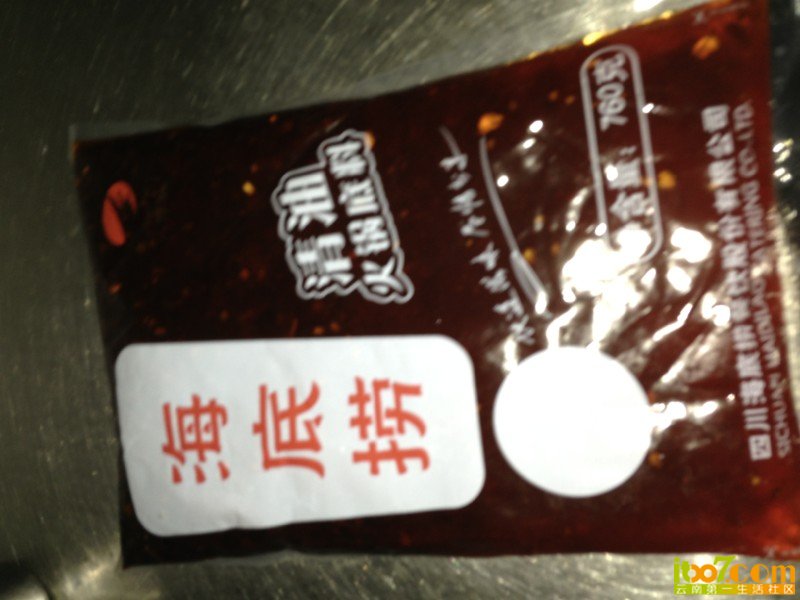 海底捞
清油
火锅底料
净含量：760克
四川海底捞餐饮股份有限公司
SICHUAN HAIDILAO CATERING CO.,LTD.
云南第一生活社区